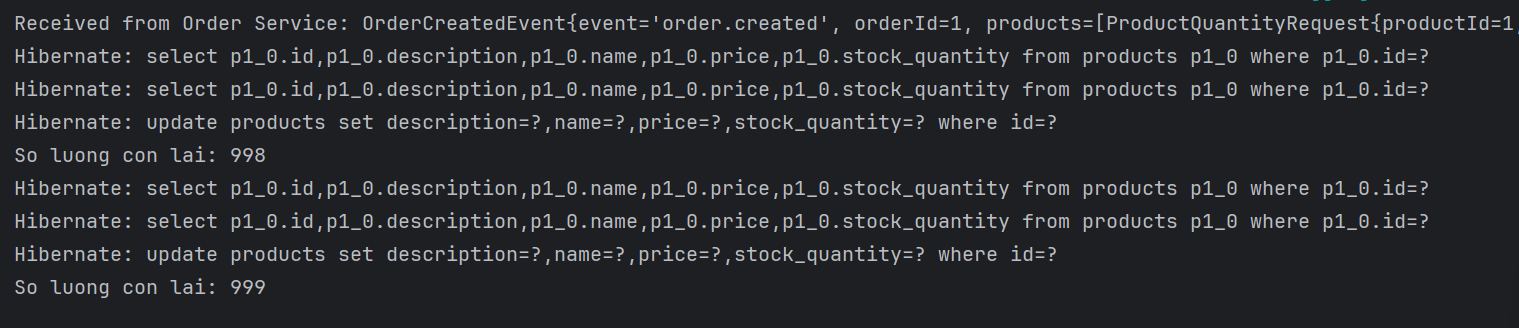 Received from Order Service: OrderCreatedEvent{event='order.created', orderId=1, products=[ProductQuantityRequest{productId=1,
Hibernate: select p1_0.id,p1_0.description,p1_0.name,p1_0.price,p1_0.stock_quantity from products p1_0 where p1_0.id=?
Hibernate: select p1_0.id,p1_0.description,p1_0.name,p1_0.price,p1_0.stock_quantity from products p1_0 where p1_0.id=?
Hibernate: update products set description=?,name=?,price=?,stock_quantity=? where id=?
So luong con lai: 998
Hibernate: select p1_0.id,p1_0.description,p1_0.name,p1_0.price,p1_0.stock_quantity from products p1_0 where p1_0.id=?
Hibernate: select p1_0.id,p1_0.description,p1_0.name,p1_0.price,p1_0.stock_quantity from products p1_0 where p1_0.id=?
Hibernate: update products set description=?,name=?,price=?,stock_quantity=? where id=?
So luong con lai: 999